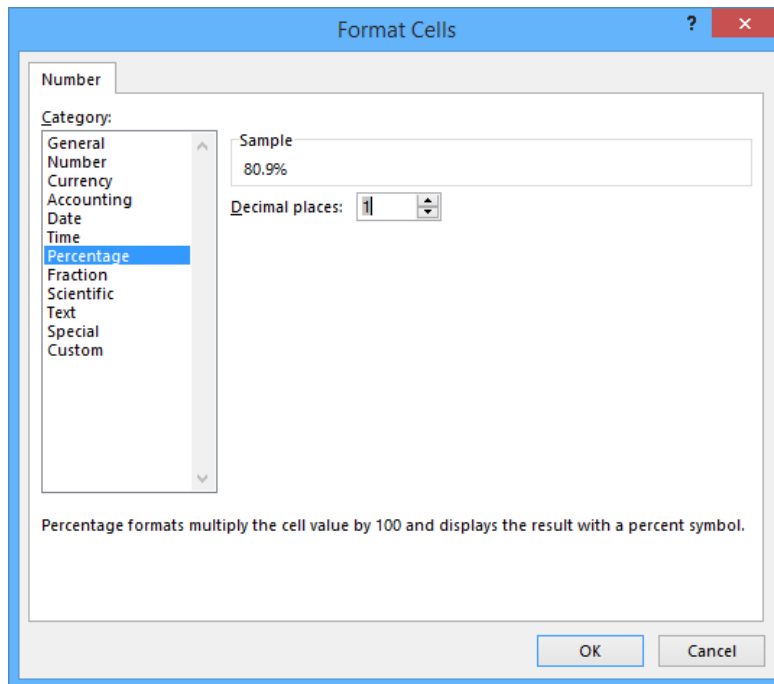 Format Cells
?
×
Number
Category:
General
Number
Currency
Accounting
Date
Time
Percentage
Fraction
Scientific
Text
Special
Custom
Sample
80.9%
Decimal places: 1
Percentage formats multiply the cell value by 100 and displays the result with a percent symbol.
OK
Cancel